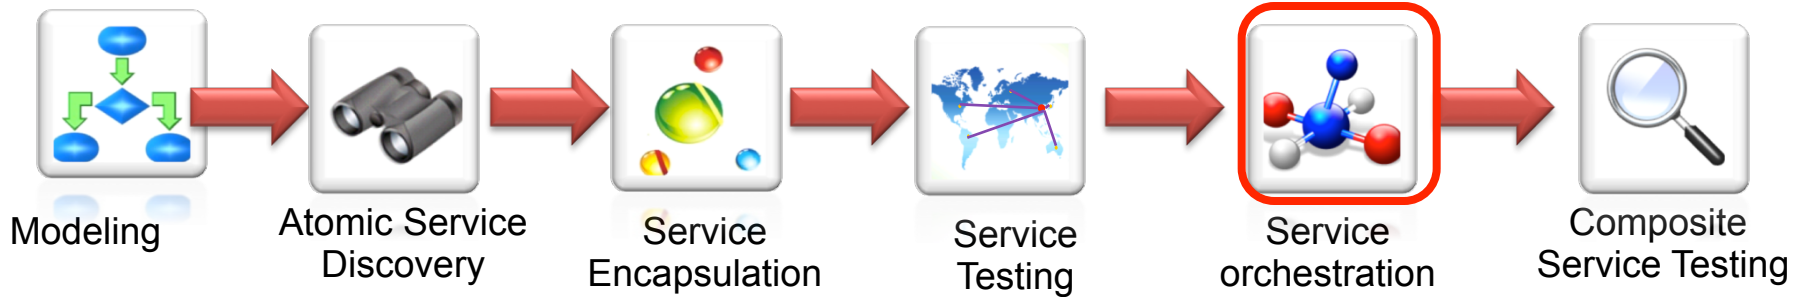 Modeling
Atomic Service
Discovery
Service
Encapsulation
Service
Testing
Service
orchestration
Composite
Service Testing